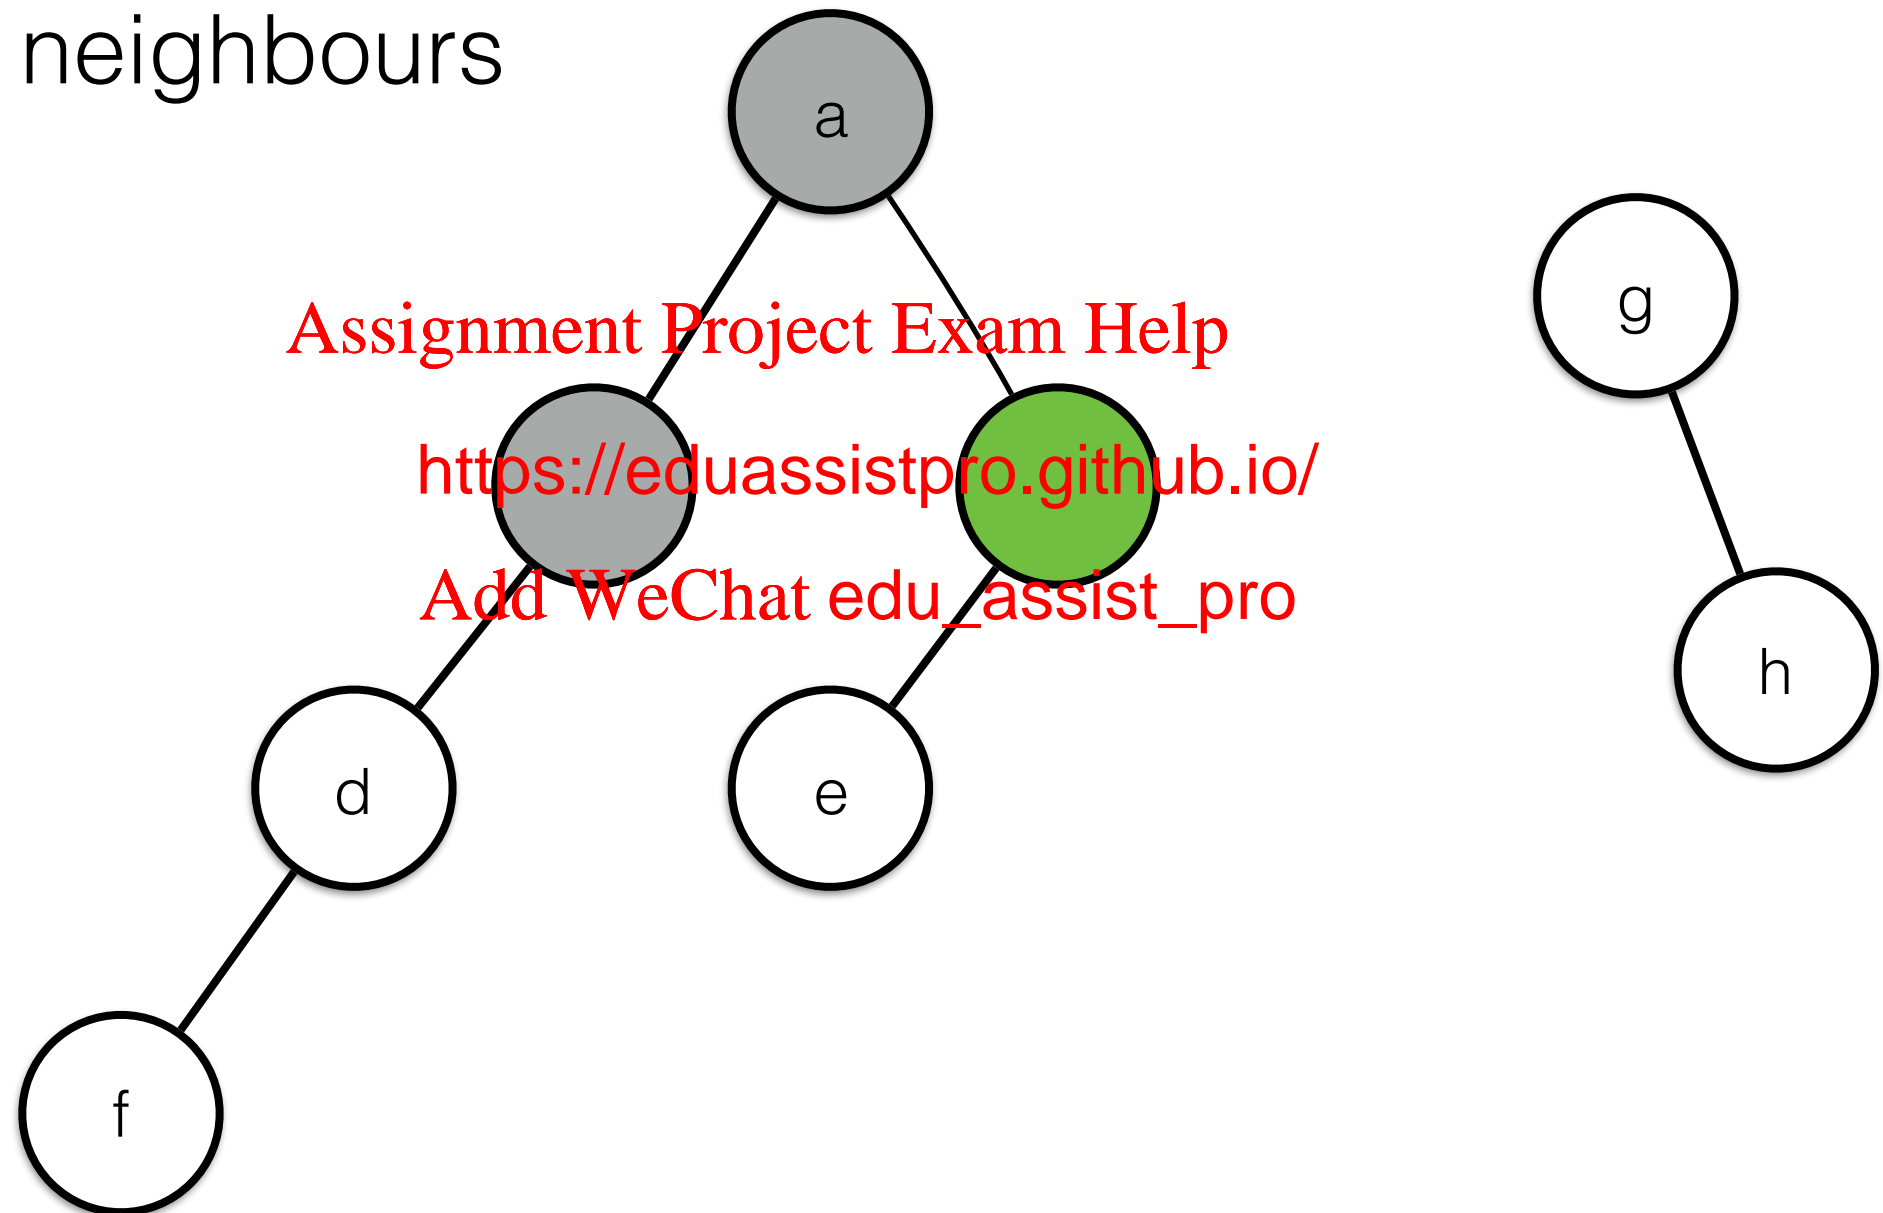 neighbours
a
g
Assignment Project Exam Help
https://eduassistpro.github.io/
Add WeChat edu_assist_pro
h
d
e
f